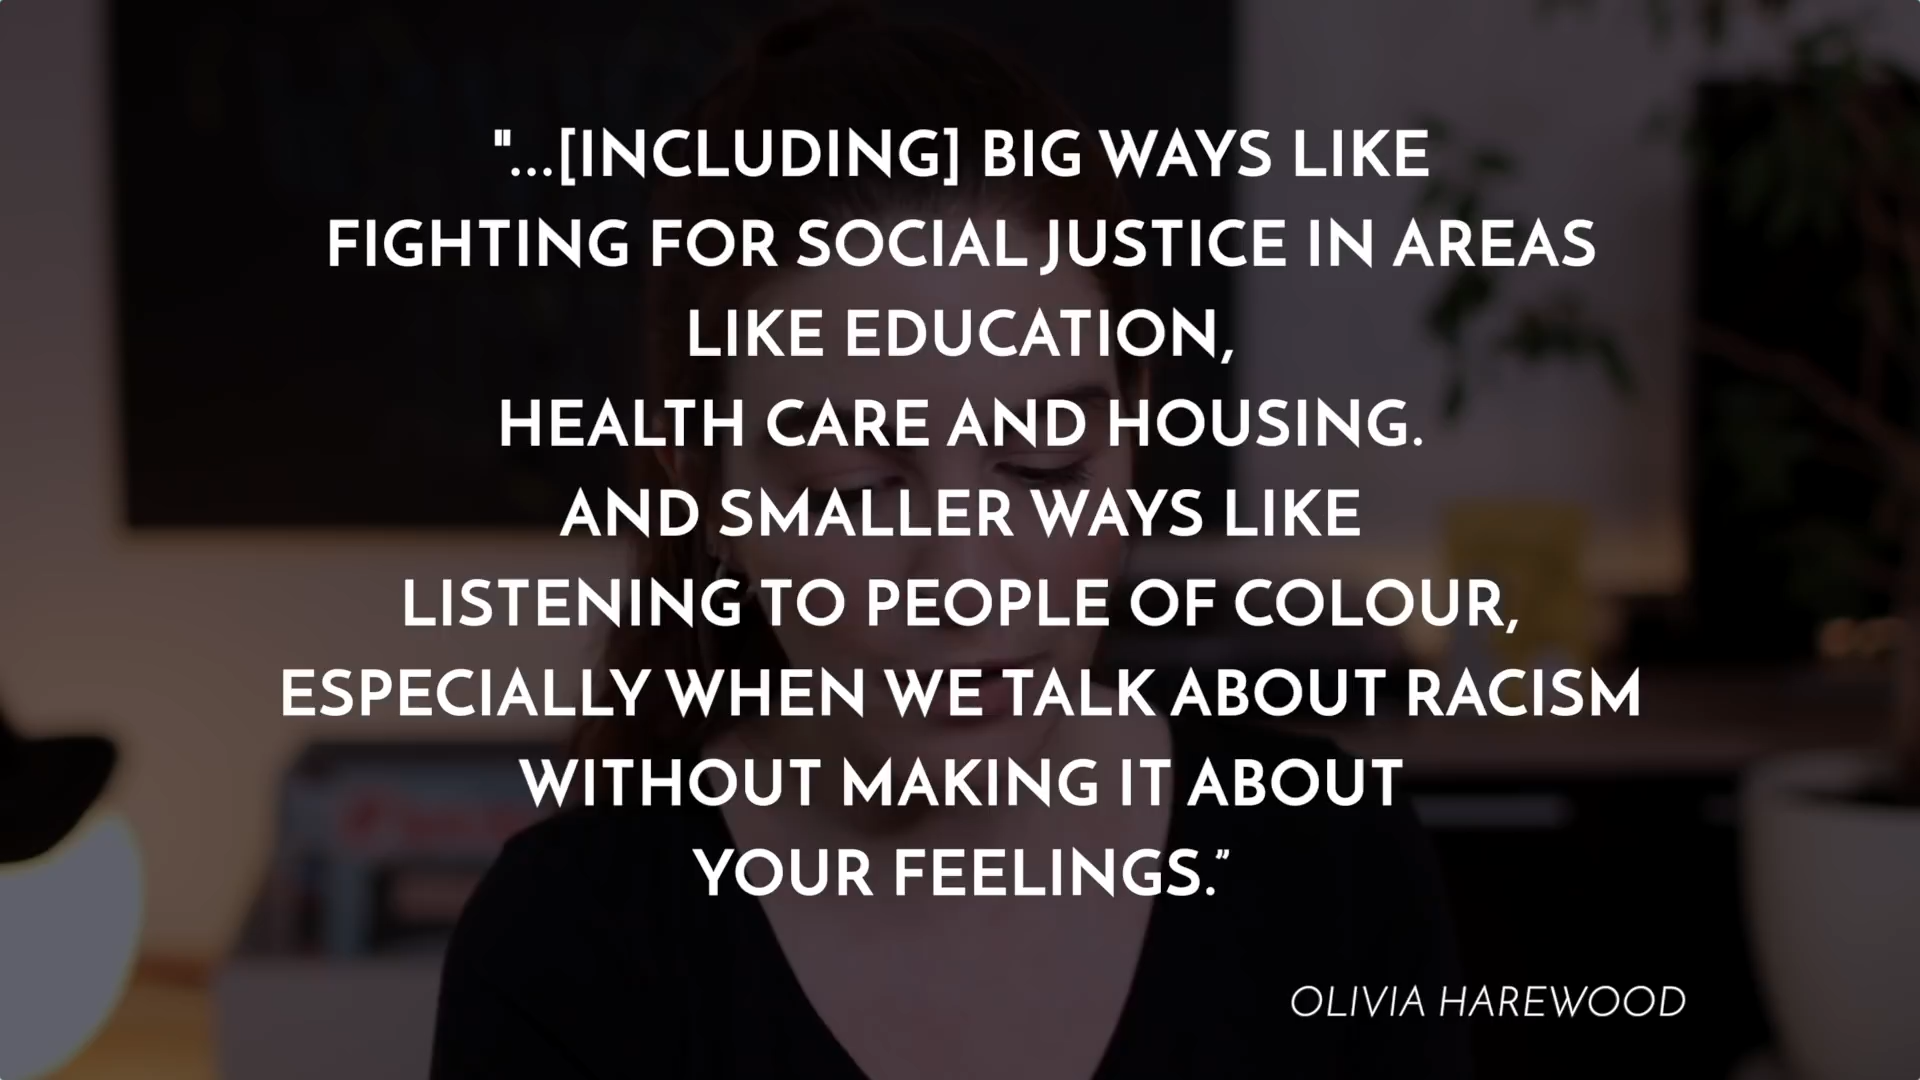 "...[INCLUDING] BIG WAYS LIKE
FIGHTING FOR SOCIAL JUSTICE IN AREAS
LIKE EDUCATION,
HEALTH CARE AND HOUSING.
AND SMALLER WAYS LIKE
LISTENING TO PEOPLE OF COLOUR,
ESPECIALLY WHEN WE TALK ABOUT RACISM
WITHOUT MAKING IT ABOUT
YOUR FEELINGS.”
OLIVIA HAREWOOD